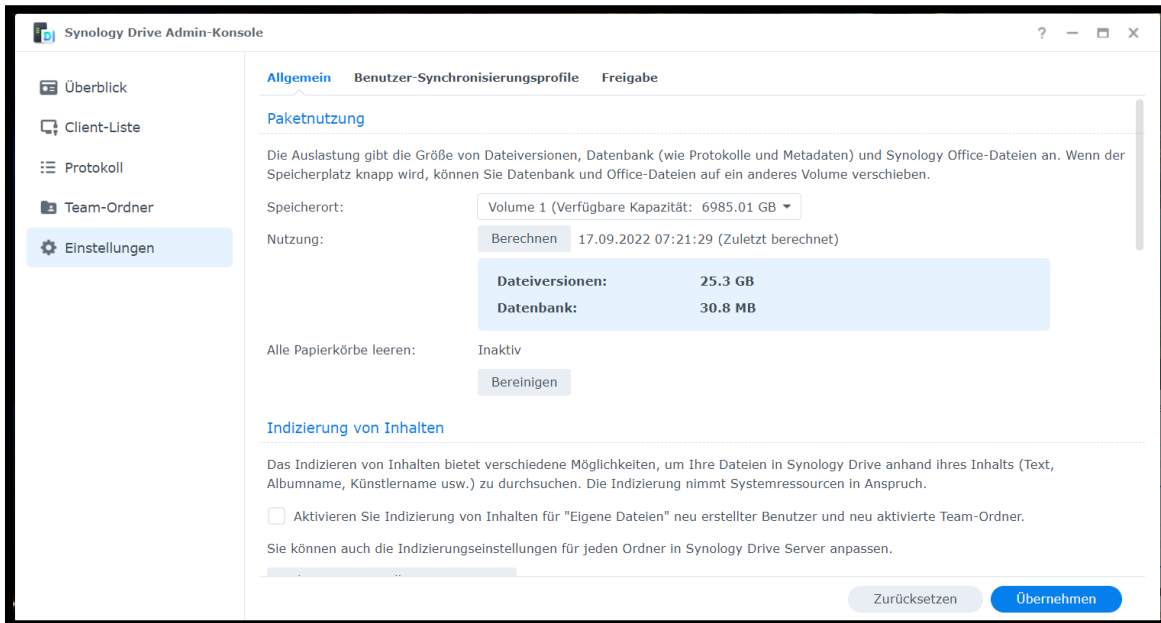 Synology Drive Admin-Konsole
Überblick
Client-Liste
Protokoll
Team-Ordner
Einstellungen
Allgemein Benutzer-Synchronisierungsprofile Freigabe
Paketnutzung
Die Auslastung gibt die Größe von Dateiversionen, Datenbank (wie Protokolle und Metadaten) und Synology Office-Dateien an. Wenn der
Speicherplatz knapp wird, können Sie Datenbank und Office-Dateien auf ein anderes Volume verschieben.
Speicherort: Volume 1 (Verfügbare Kapazität: 6985.01 GB
Nutzung: Berechnen 17.09.2022 07:21:29 (Zuletzt berechnet)
Dateiversionen: 25.3 GB
Datenbank: 30.8 MB
Alle Papierkörbe leeren: Inaktiv
Bereinigen
Indizierung von Inhalten
Das Indizieren von Inhalten bietet verschiedene Möglichkeiten, um Ihre Dateien in Synology Drive anhand ihres Inhalts (Text,
Albumname, Künstlername usw.) zu durchsuchen. Die Indizierung nimmt Systemressourcen in Anspruch.
Aktivieren Sie Indizierung von Inhalten für "Eigene Dateien" neu erstellter Benutzer und neu aktivierte Team-Ordner.
Sie können auch die Indizierungseinstellungen für jeden Ordner in Synology Drive Server anpassen.
Zurücksetzen Übernehmen